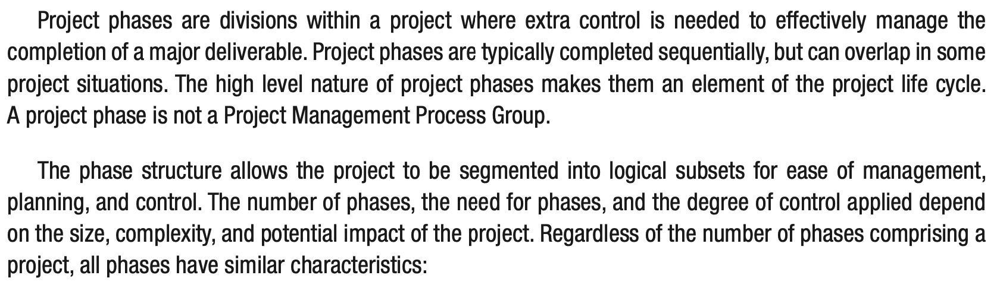 Project phases are divisions within a project where extra control is needed to effectively manage the
completion of a major deliverable. Project phases are typically completed sequentially, but can overlap in some
project situations. The high level nature of project phases makes them an element of the project life cycle.
A project phase is not a Project Management Process Group.
The phase structure allows the project to be segmented into logical subsets for ease of management,
planning, and control. The number of phases, the need for phases, and the degree of control applied depend
on the size, complexity, and potential impact of the project. Regardless of the number of phases comprising a
project, all phases have similar characteristics: